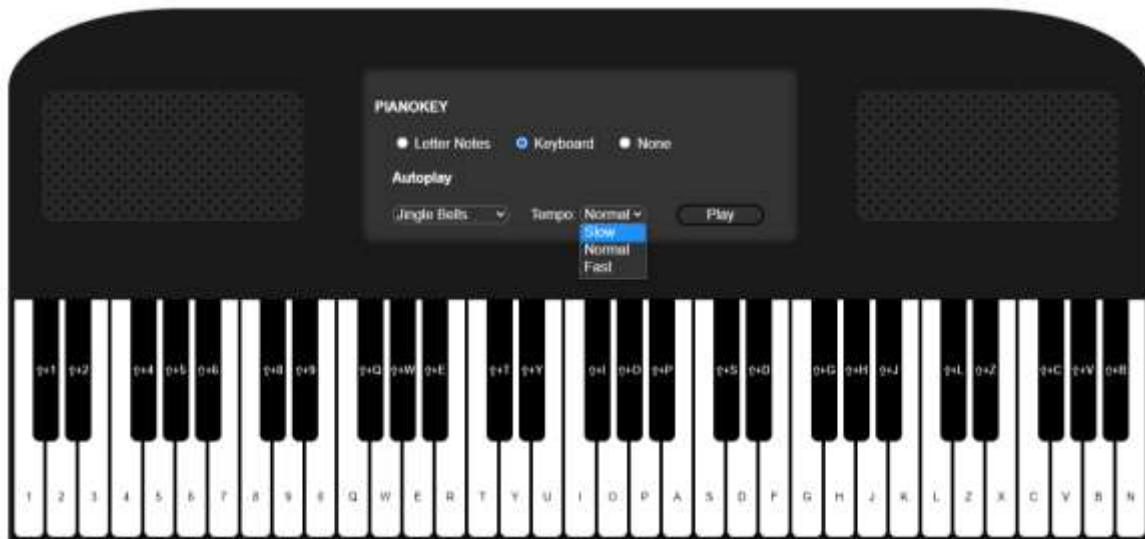 PIANOKEY
Letter Notes Keyboard None
Autoplay
Jingle Bells Tempo: Normal Play
Slow
Normal
Fast
⇧+1 ⇧+2 ⇧+4 ⇧+5 ⇧+6 ⇧+8 ⇧+9 ⇧+Q ⇧+W ⇧+E ⇧+T ⇧+Y ⇧+I ⇧+O ⇧+P ⇧+S ⇧+D ⇧+G ⇧+H ⇧+J ⇧+L ⇧+Z ⇧+C ⇧+V ⇧+B
1 2 3 4 5 6 7 8 9 0 Q W E R T Y U I O P A S D F G H J K L Z X C V B N